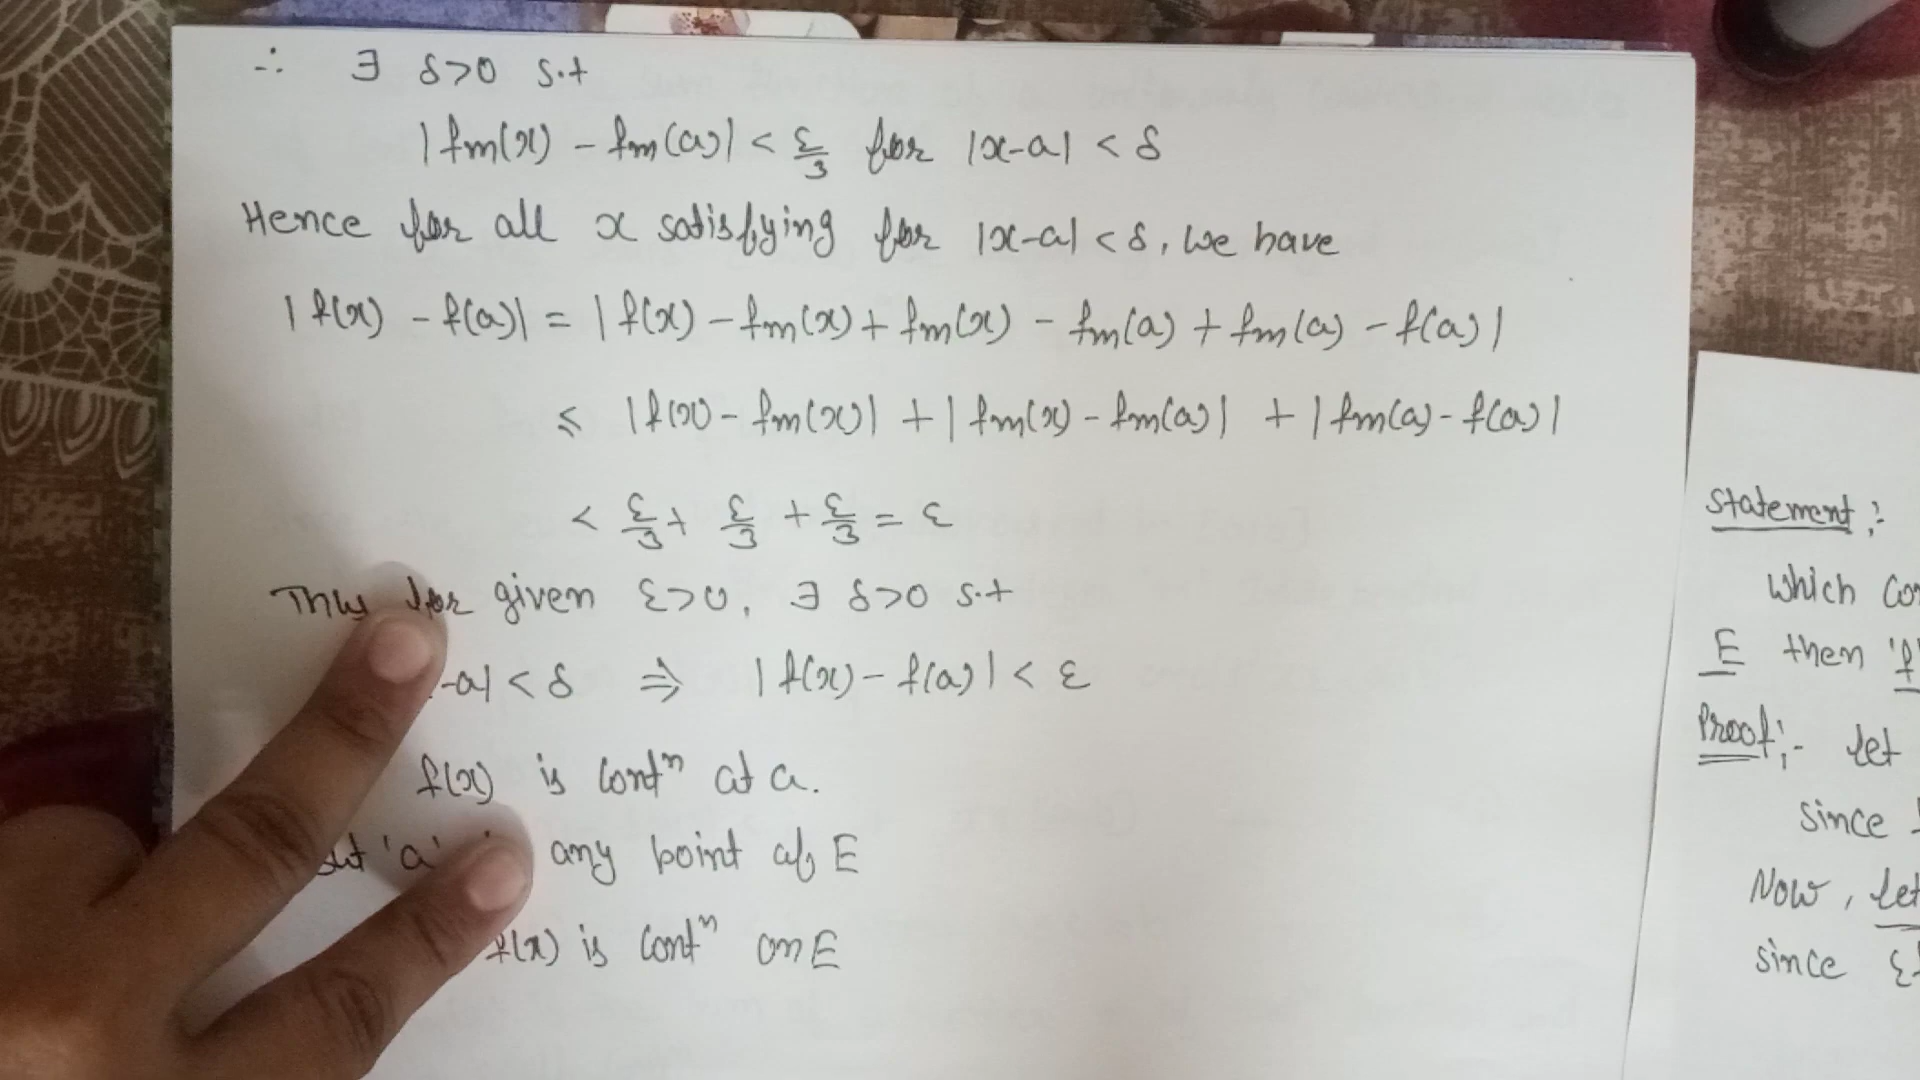 ∴ ∃ δ>0 s.t
|fm(x) - fm(a)| < ε/3 for |x-a| < δ
Hence for all x satisfying for |x-a| < δ, we have
|f(x) - f(a)| = |f(x) - fm(x) + fm(x) - fm(a) + fm(a) - f(a)|
≤ |f(x) - fm(x)| + |fm(x) - fm(a)| + |fm(a) - f(a)|
< ε/3 + ε/3 + ε/3 = ε
Thus for given ε>0, ∃ δ>0 s.t
-a| < δ ⇒ |f(x) - f(a)| < ε
f(x) is contⁿ at a.
'a' any point of E
f(x) is contⁿ on E
Statement :-
which
E then
Proof :- let
since
Now, let
since